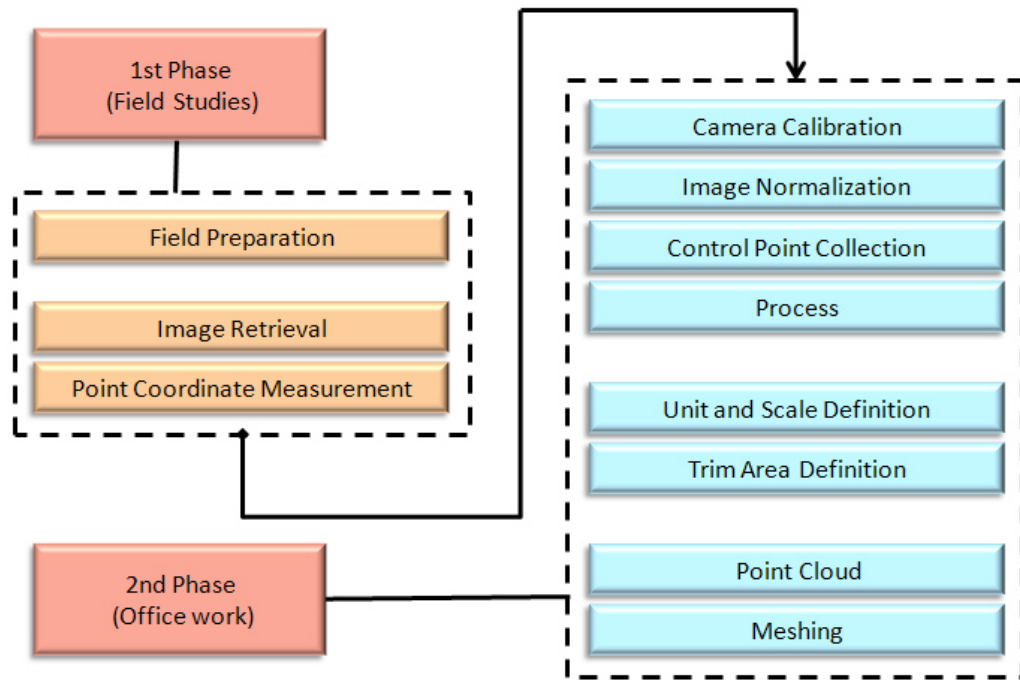 1st Phase
(Field Studies)
Field Preparation
Image Retrieval
Point Coordinate Measurement
2nd Phase
(Office work)
Camera Calibration
Image Normalization
Control Point Collection
Process
Unit and Scale Definition
Trim Area Definition
Point Cloud
Meshing